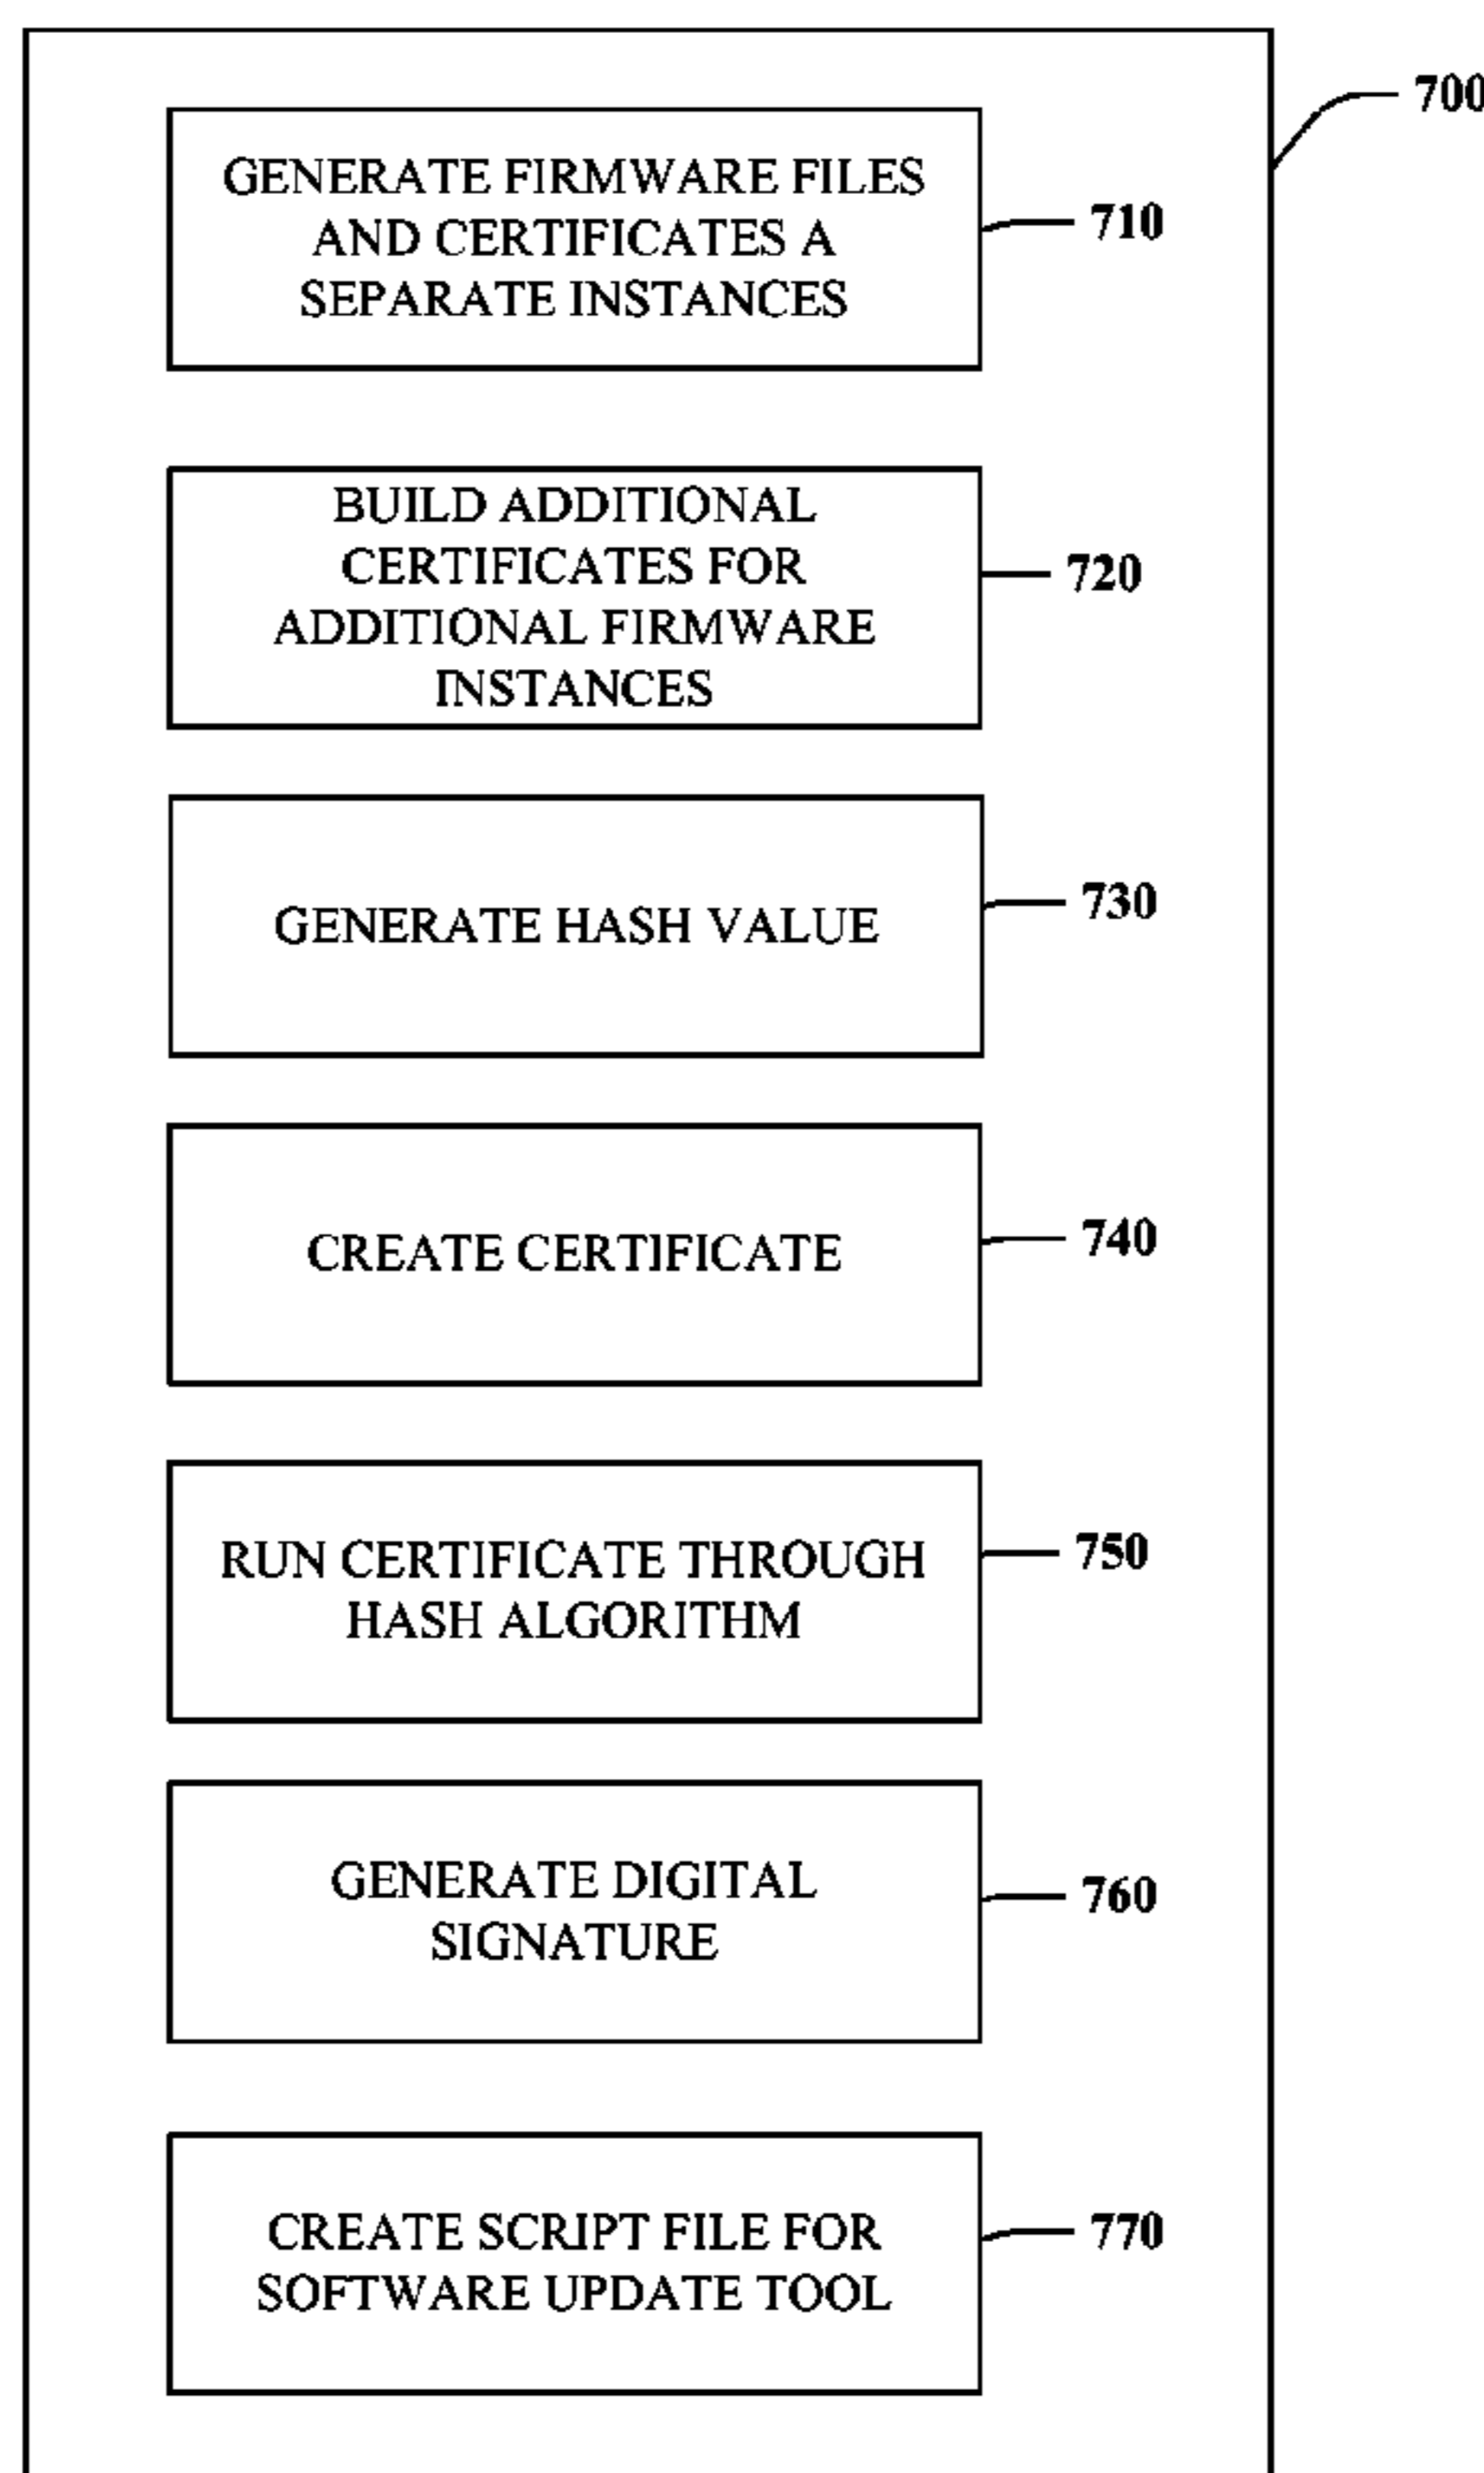 700
GENERATE FIRMWARE FILES
AND CERTIFICATES A
SEPARATE INSTANCES
710
BUILD ADDITIONAL
CERTIFICATES FOR
ADDITIONAL FIRMWARE
INSTANCES
720
GENERATE HASH VALUE
730
CREATE CERTIFICATE
740
RUN CERTIFICATE THROUGH
HASH ALGORITHM
750
GENERATE DIGITAL
SIGNATURE
760
CREATE SCRIPT FILE FOR
SOFTWARE UPDATE TOOL
770